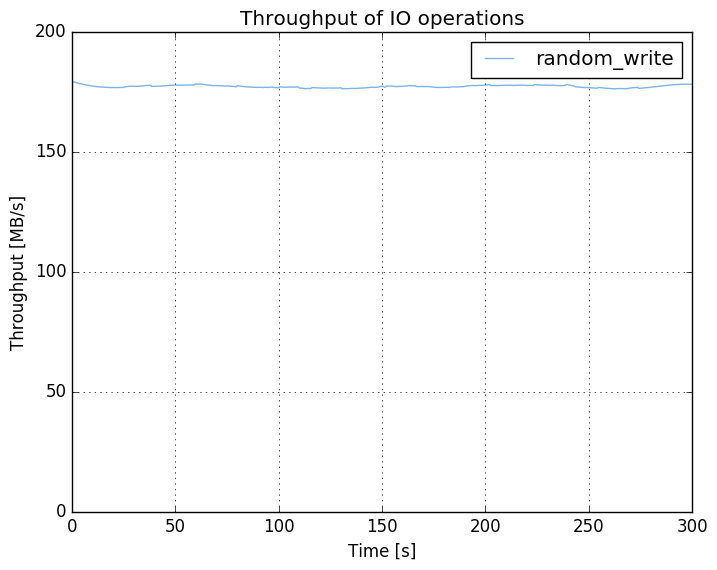 Throughput of IO operations
random_write
Throughput [MB/s]
200
150
100
50
0
0 50 100 150 200 250 300
Time [s]